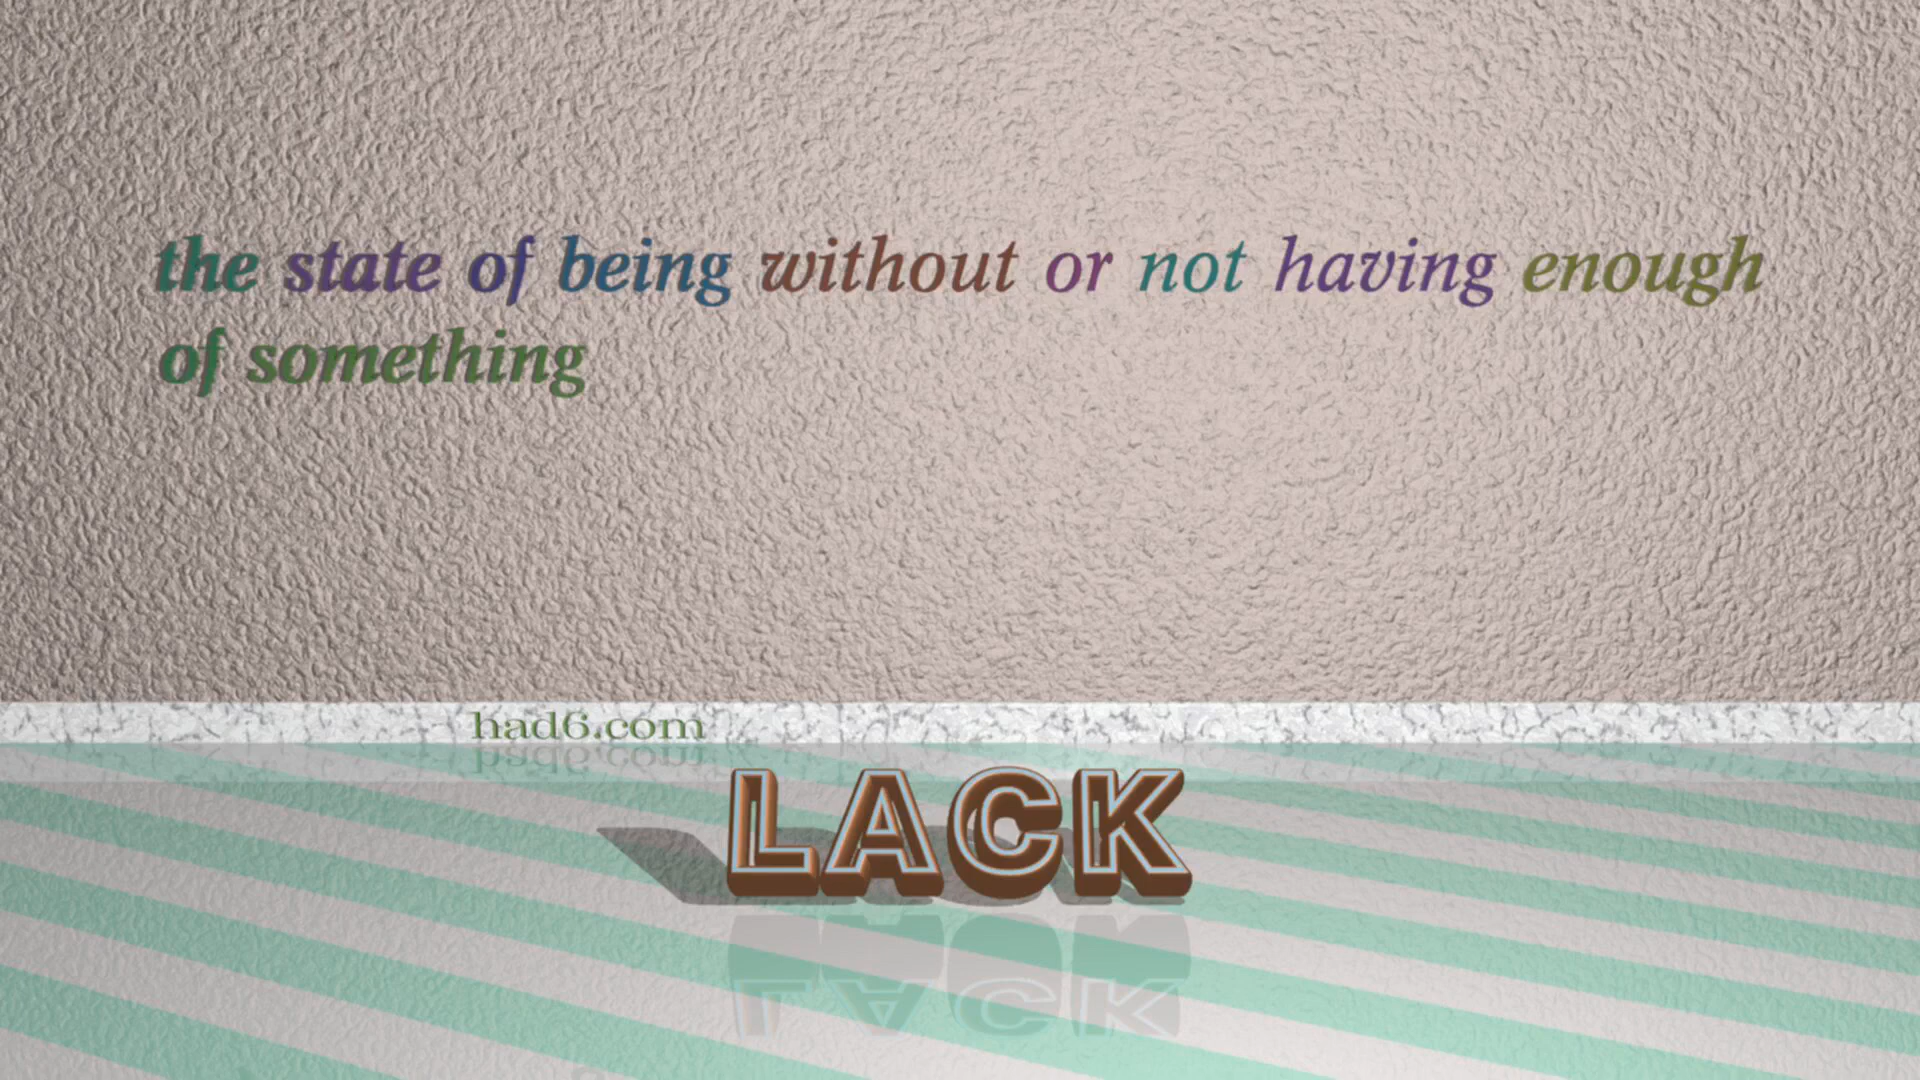 the state of being without or not having enough
of something
had6.com
LACK